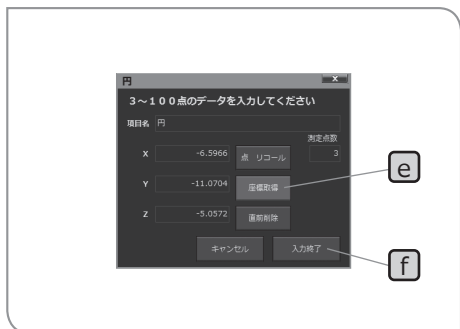 円 x
3～100点のデータを入力してください
項目名 円
測定点数
X -6.5966 点 リコール 3
Y -11.0704 座標取得
Z -5.0572 直前削除
キャンセル 入力終了
e
f